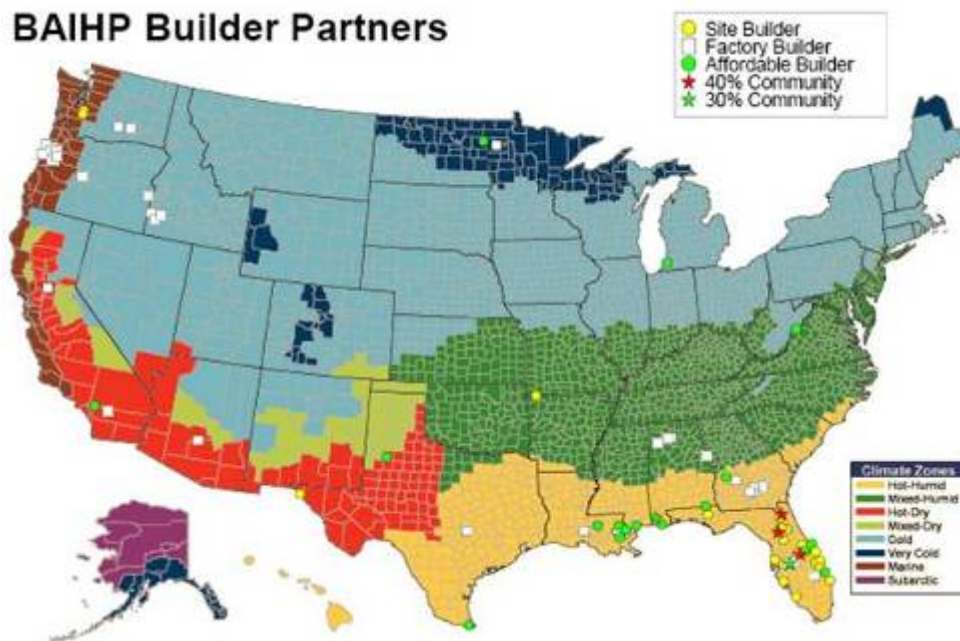 BAIHP Builder Partners
Site Builder
Factory Builder
Affordable Builder
40% Community
30% Community
Climate Zones
Hot-Humid
Mixed-Humid
Hot-Dry
Mixed-Dry
Cold
Very Cold
Marine
Subarctic